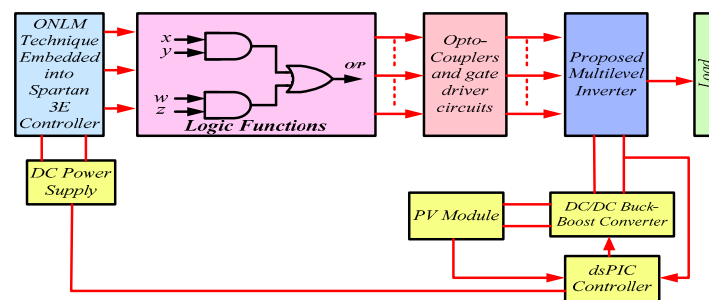 ONLM
Technique
Embedded
into
Spartan
3E
Controller
x
y
w
z
O/P
Logic Functions
Opto-
Couplers
and gate
driver
circuits
Proposed
Multilevel
Inverter
Load
DC Power
Supply
PV Module
DC/DC Buck-
Boost Converter
dsPIC
Controller